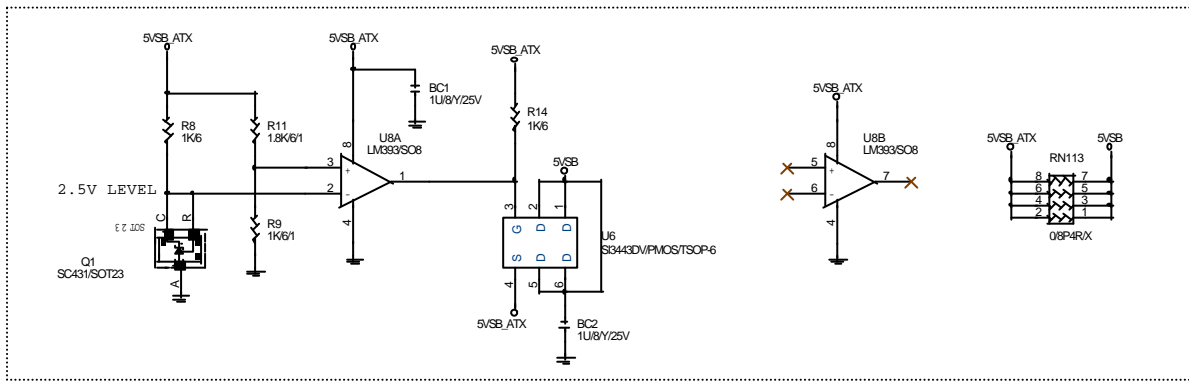 5VSB_ATX
R8
1K/6
R11
1.8K/6/1
2.5V LEVEL
C
R
SOT 23
Q1
SC431/SOT23
A
R9
1K/6/1
5VSB_ATX
BC1
1U/8/Y/25V
U8A
LM393/SO8
8
3
+
2
-
1
4
5VSB_ATX
R14
1K/6
5VSB
3
2
1
G
D
D
S
D
D
4
5
6
U6
SI3443DV/PMOS/TSOP-6
5VSB_ATX
BC2
1U/8/Y/25V
5VSB_ATX
U8B
LM393/SO8
8
5
+
6
-
7
4
5VSB_ATX
5VSB
RN113
8
7
6
5
4
3
2
1
0/8P4R/X